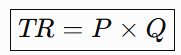 TR = P × Q